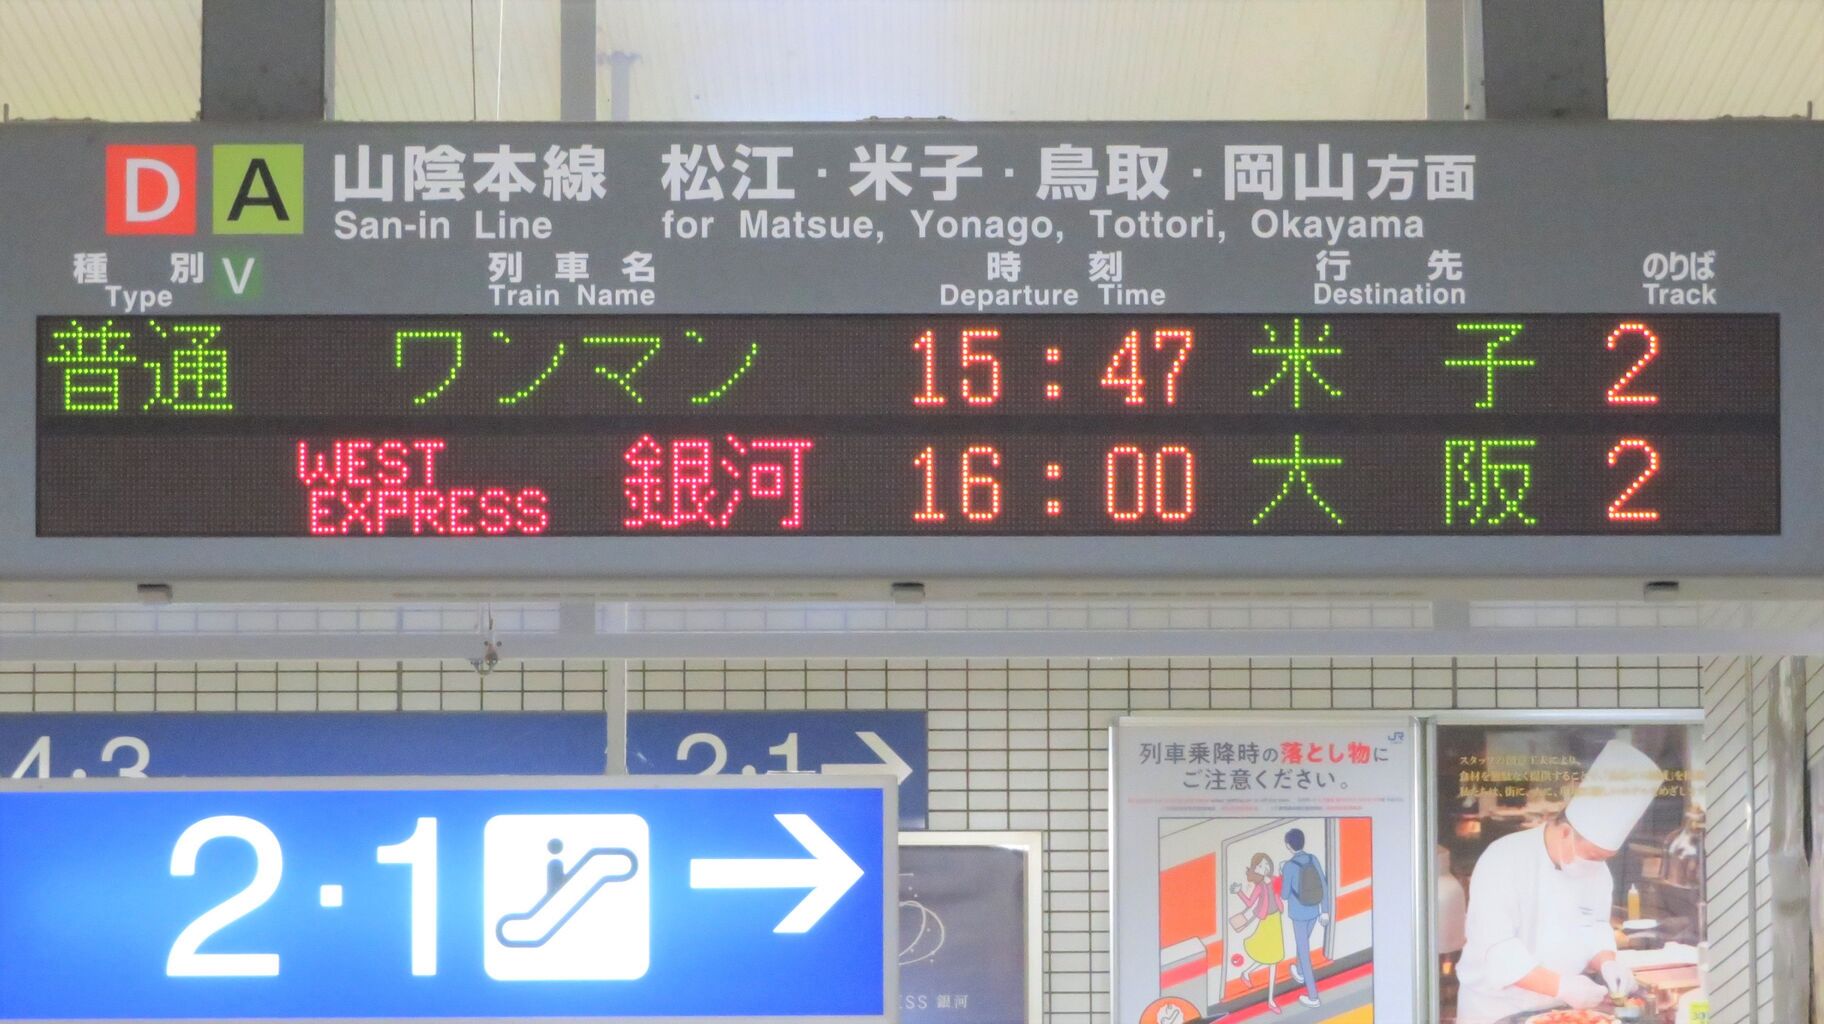 D A 山陰本線 松江・米子・鳥取・岡山方面
San-in Line for Matsue, Yonago, Tottori, Okayama
種別 V 列車名 時刻 行先 のりば
Type Train Name Departure Time Destination Track
普通 ワンマン 15:47 米子 2
WEST EXPRESS 銀河 16:00 大阪 2
4・3 2・1 →
2・1 →
JR
列車乗降時の落とし物に
ご注意ください。
銀河